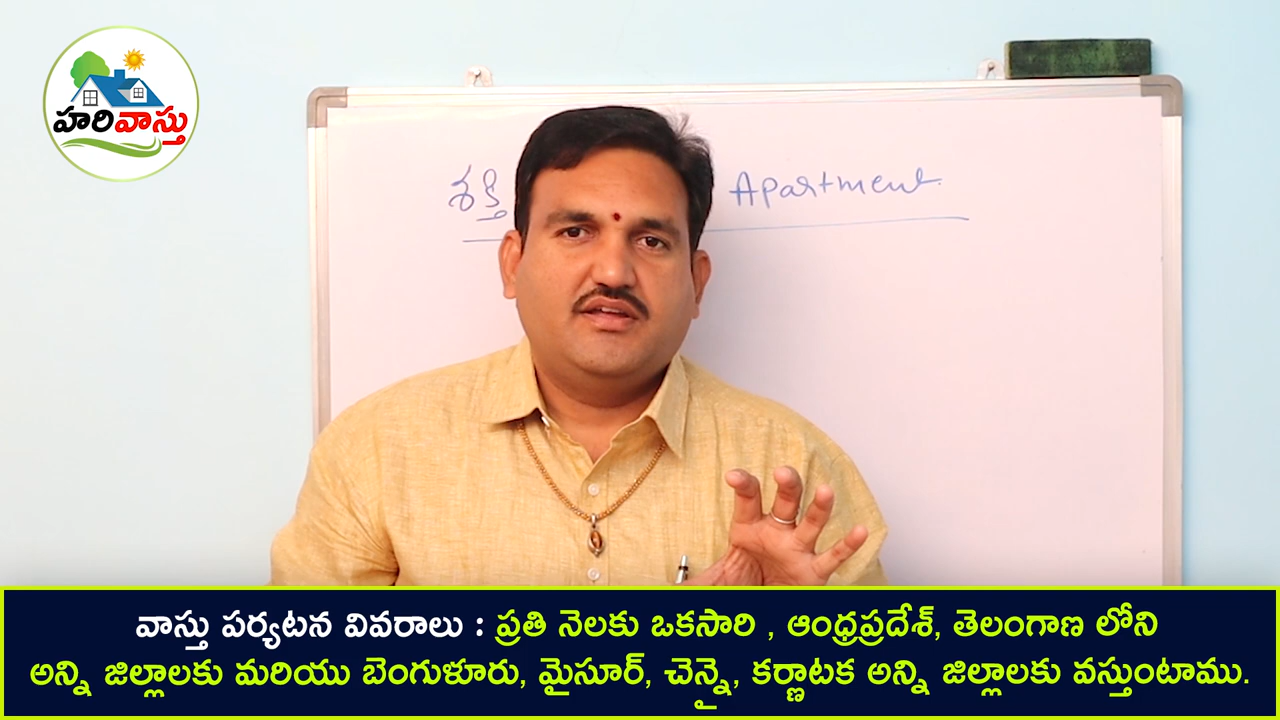 హరివాస్తు
శక్తి Apartment
వాస్తు పర్యటన వివరాలు : ప్రతి నెలకు ఒకసారి , ఆంధ్రప్రదేశ్, తెలంగాణ లోని
అన్ని జిల్లాలకు మరియు బెంగుళూరు, మైసూర్, చెన్నై, కర్ణాటక అన్ని జిల్లాలకు వస్తుంటాము.